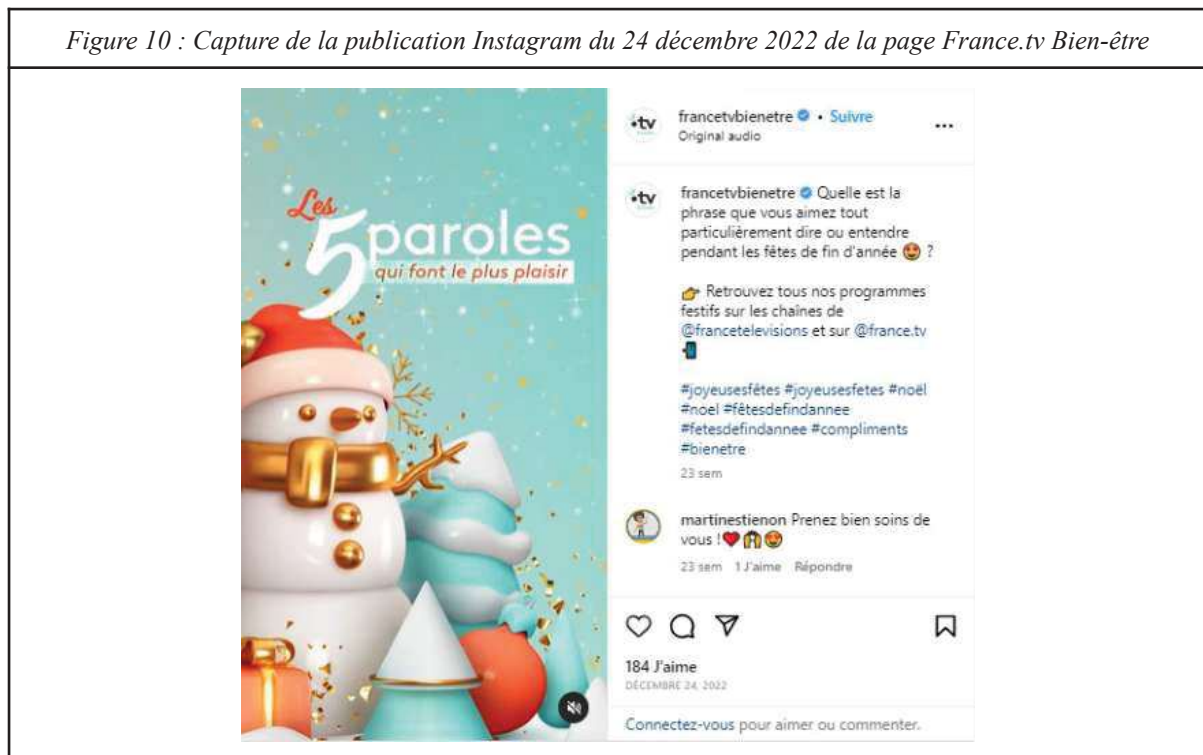 Figure 10 : Capture de la publication Instagram du 24 décembre 2022 de la page France.tv Bien-être
Les
5 paroles
qui font le plus plaisir
•tv
francetvbienetre • Suivre
Original audio
•tv
francetvbienetre Quelle est la
phrase que vous aimez tout
particulièrement dire ou entendre
pendant les fêtes de fin d'année 😍 ?
👉 Retrouvez tous nos programmes
festifs sur les chaînes de
@francetelevisions et sur @france.tv
📲
#joyeusesfêtes #joyeusesfetes #noël
#noel #fêtesdefindannee
#fetesdefindannee #compliments
#bienetre
23 sem
martinestienon Prenez bien soins de
vous !❤️🙌😍
23 sem 1 J'aime Répondre
184 J'aime
DÉCEMBRE 24, 2022
Connectez-vous pour aimer ou commenter.